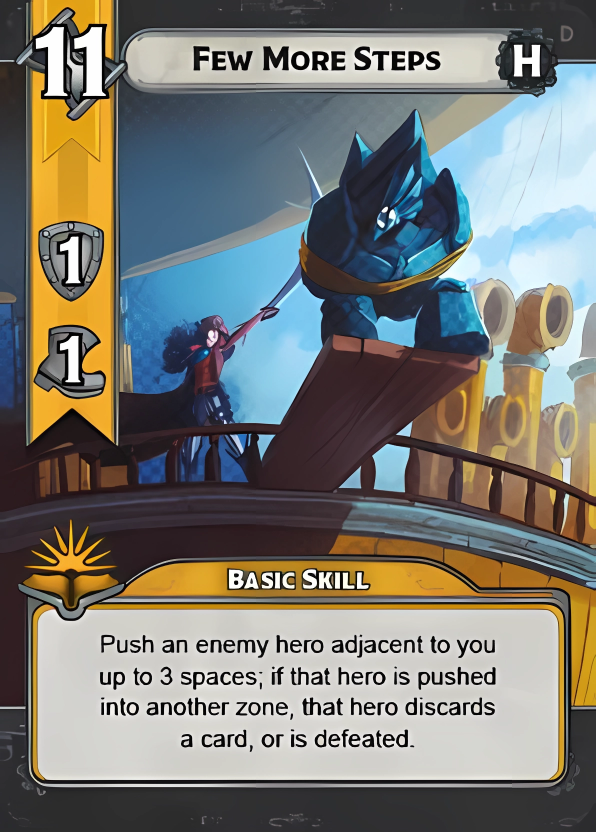 11
Few More Steps
H
D
1
1
Basic Skill
Push an enemy hero adjacent to you
up to 3 spaces; if that hero is pushed
into another zone, that hero discards
a card, or is defeated.